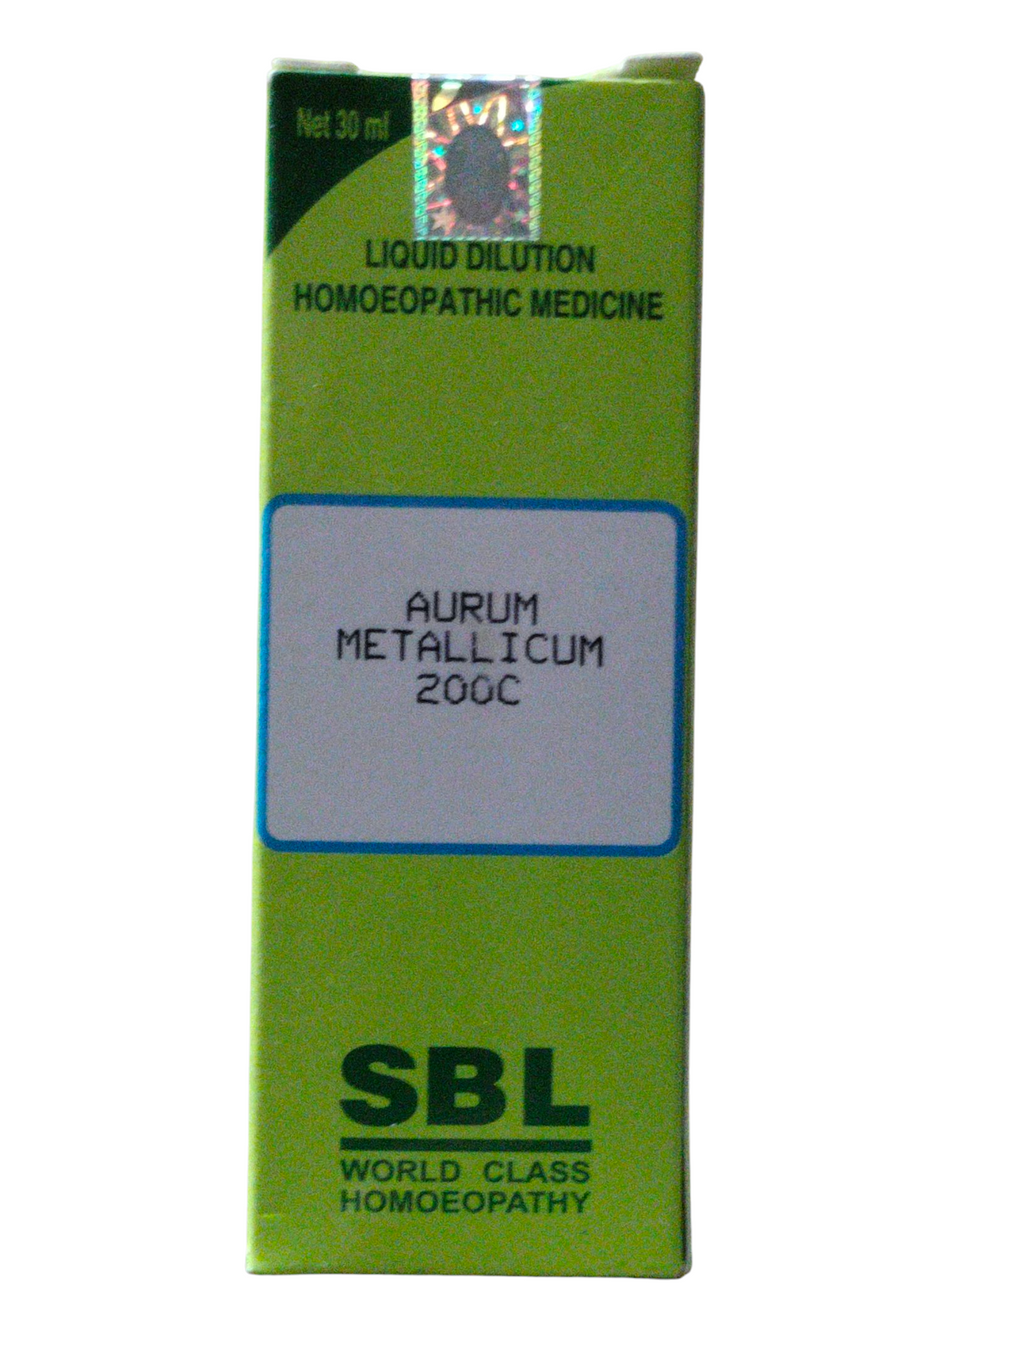 Net 30 ml
LIQUID DILUTION
HOMOEOPATHIC MEDICINE
AURUM
METALLICUM
200C
SBL
WORLD CLASS
HOMOEOPATHY